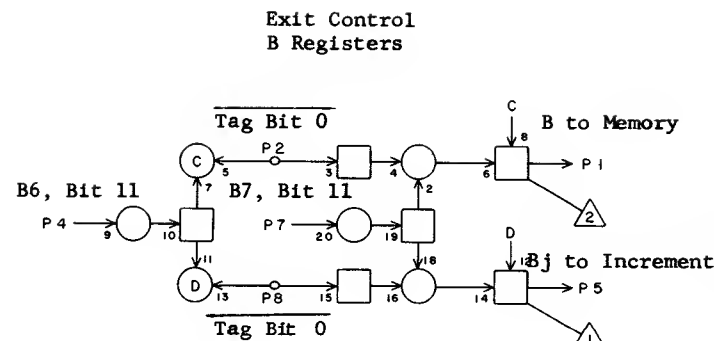 Exit Control
B Registers
Tag Bit 0
C
B to Memory
P2
8
C
5
3
4
6
P1
7
2
B6, Bit 11
B7, Bit 11
2
P4
P7
9
10
20
19
D
11
18
12
Bj to Increment
D
13
P8
15
16
14
P5
Tag Bit 0
1